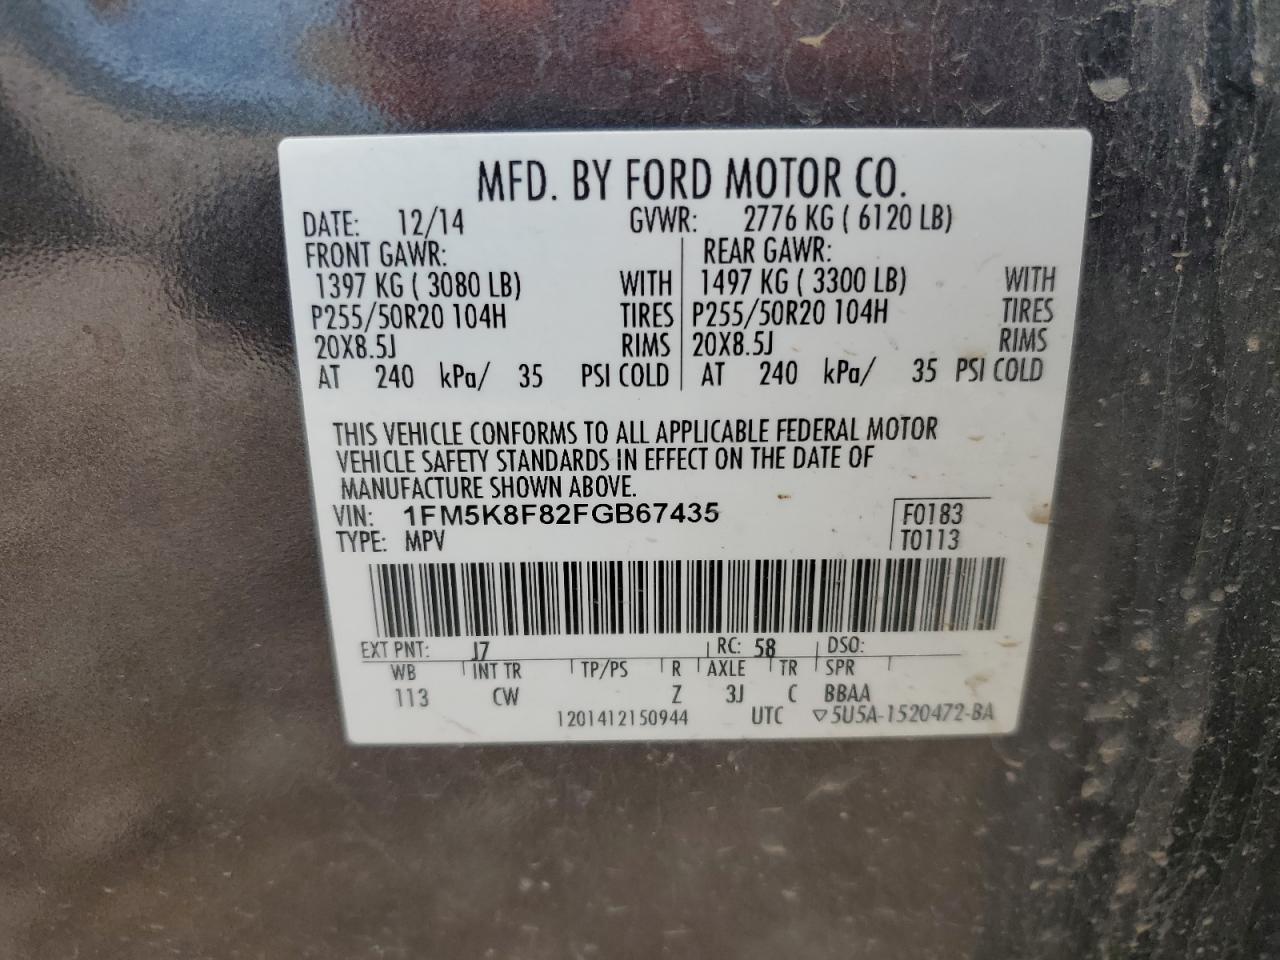 MFD. BY FORD MOTOR CO.
DATE: 12/14 GVWR: 2776 KG ( 6120 LB)
FRONT GAWR: REAR GAWR:
1397 KG ( 3080 LB) WITH 1497 KG ( 3300 LB) WITH
P255/50R20 104H TIRES P255/50R20 104H TIRES
20X8.5J RIMS 20X8.5J RIMS
AT 240 kPa/ 35 PSI COLD AT 240 kPa/ 35 PSI COLD
THIS VEHICLE CONFORMS TO ALL APPLICABLE FEDERAL MOTOR
VEHICLE SAFETY STANDARDS IN EFFECT ON THE DATE OF
MANUFACTURE SHOWN ABOVE.
VIN: 1FM5K8F82FGB67435 F0183
TYPE: MPV T0113
EXT PNT: J7 RC: 58 DSO:
WB INT TR TP/PS R AXLE TR SPR
113 CW Z 3J C BBAA
1201412150944 UTC ▽5U5A-1520472-BA